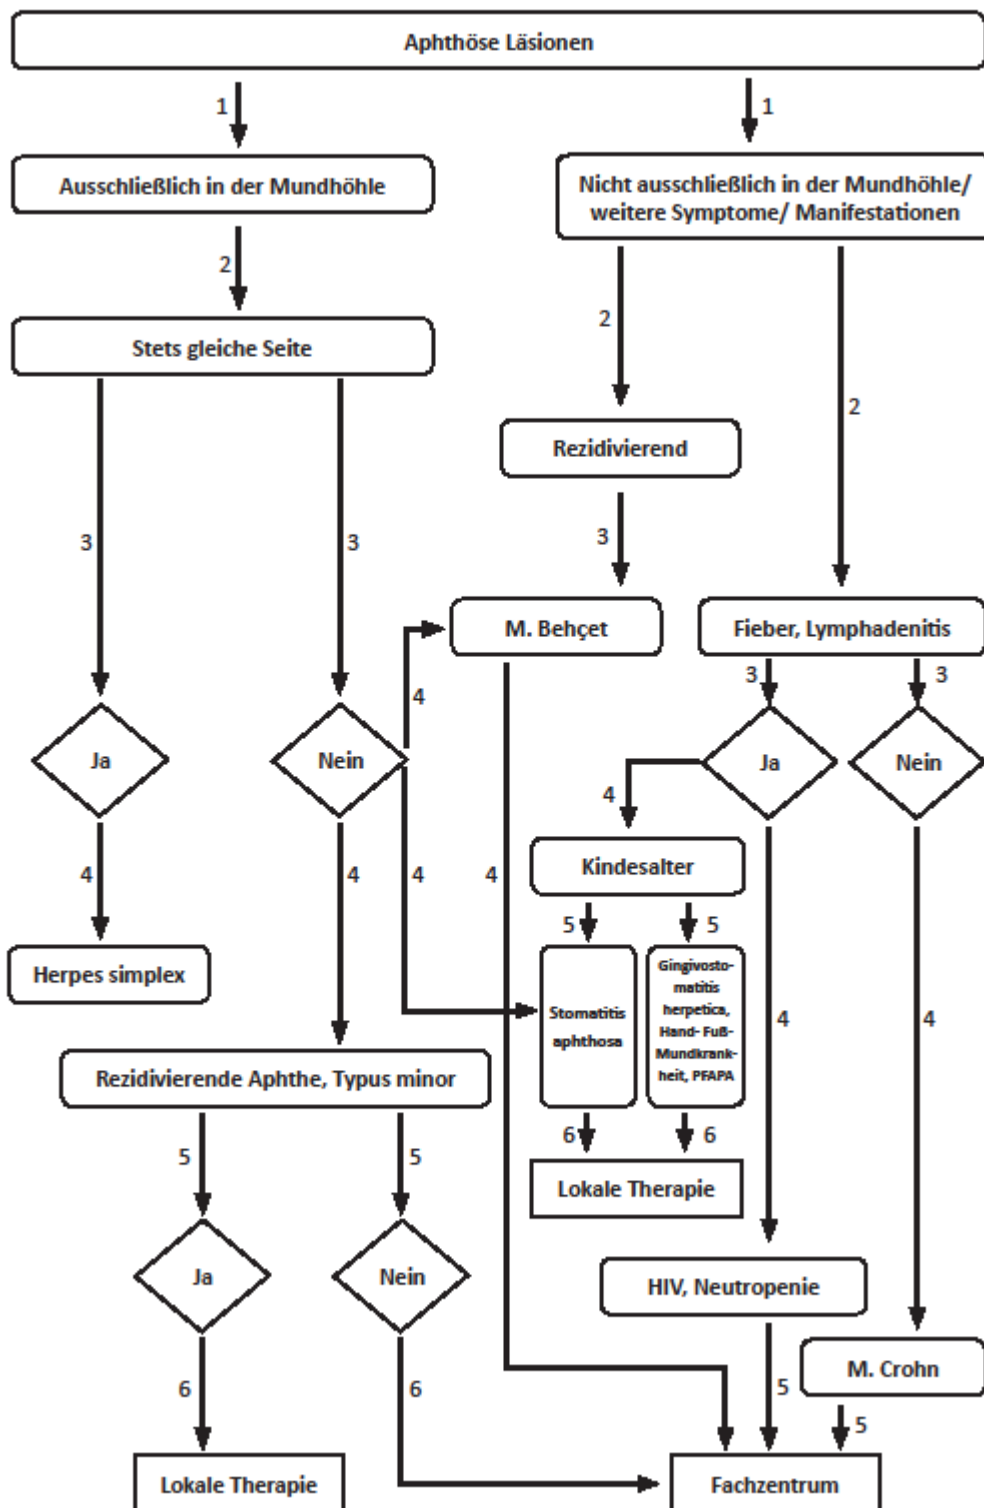 Aphthöse Läsionen
1
1
Ausschließlich in der Mundhöhle
Nicht ausschließlich in der Mundhöhle/
weitere Symptome/ Manifestationen
2
2
2
Stets gleiche Seite
Rezidivierend
3
3
3
M. Behçet
Fieber, Lymphadenitis
3
3
4
Ja
Nein
Ja
Nein
4
Kindesalter
4
4
4
4
5
5
Herpes simplex
Stomatitis
aphthosa
Gingivosto-
matitis
herpetica,
Hand- Fuß-
Mundkrank-
heit, PFAPA
4
4
Rezidivierende Aphthe, Typus minor
5
5
6
6
Lokale Therapie
Ja
Nein
HIV, Neutropenie
M. Crohn
6
6
5
5
Lokale Therapie
Fachzentrum